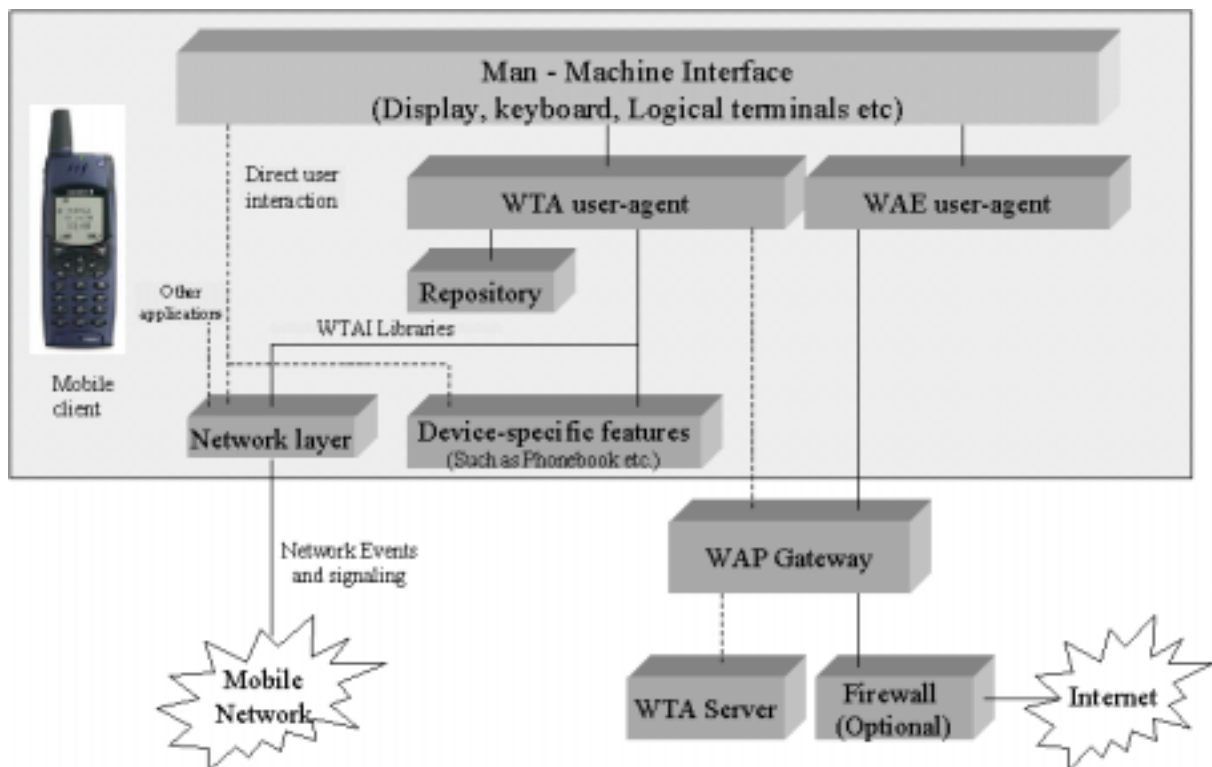 Man - Machine Interface
(Display, keyboard, Logical terminals etc)
Direct user
interaction
WTA user-agent
WAE user-agent
Repository
Other
applications
WTAI Libraries
Mobile
client
Network layer
Device-specific features
(Such as Phonebook etc.)
Network Events
and signaling
WAP Gateway
Mobile
Network
WTA Server
Firewall
(Optional)
Internet